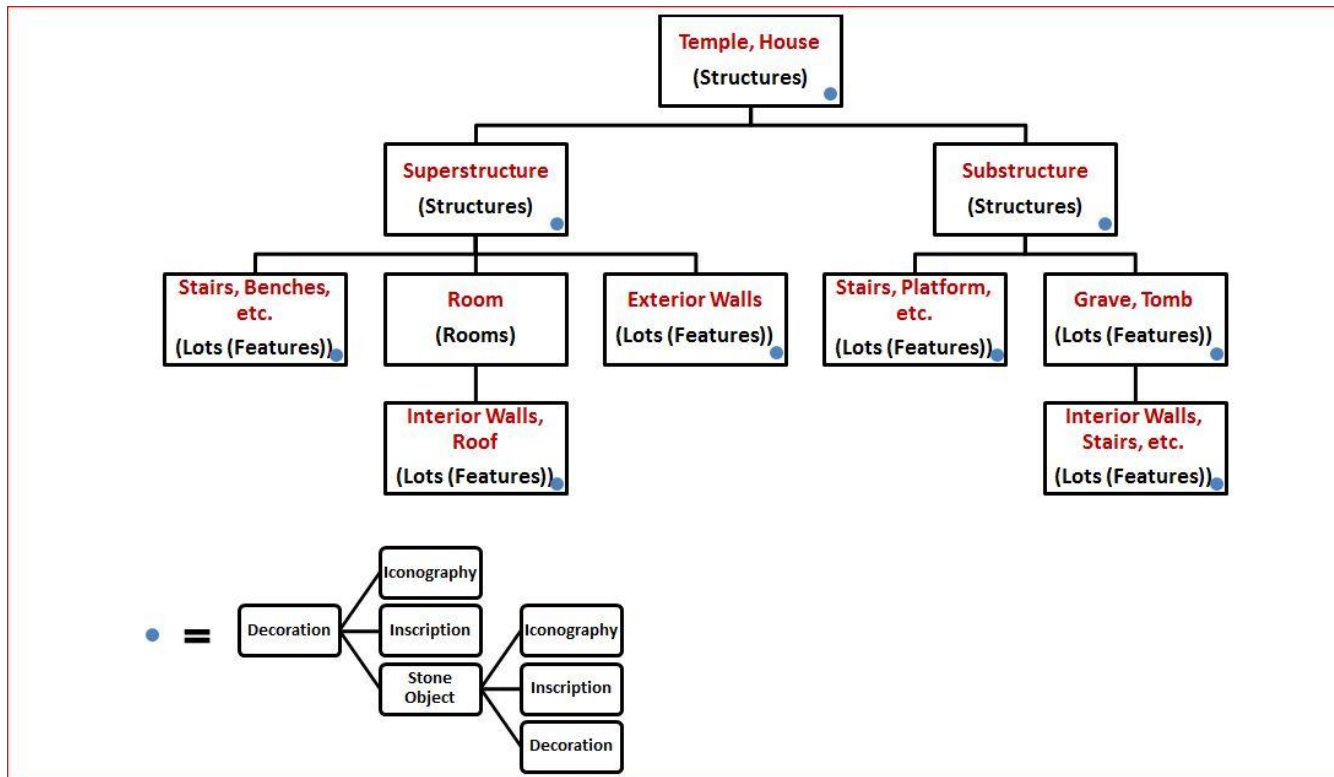 Temple, House
(Structures)
Superstructure
(Structures)
Substructure
(Structures)
Stairs, Benches,
etc.
(Lots (Features))
Room
(Rooms)
Exterior Walls
(Lots (Features))
Stairs, Platform,
etc.
(Lots (Features))
Grave, Tomb
(Lots (Features))
Interior Walls,
Roof
(Lots (Features))
Interior Walls,
Stairs, etc.
(Lots (Features))
=
Decoration
Iconography
Inscription
Stone
Object
Iconography
Inscription
Decoration